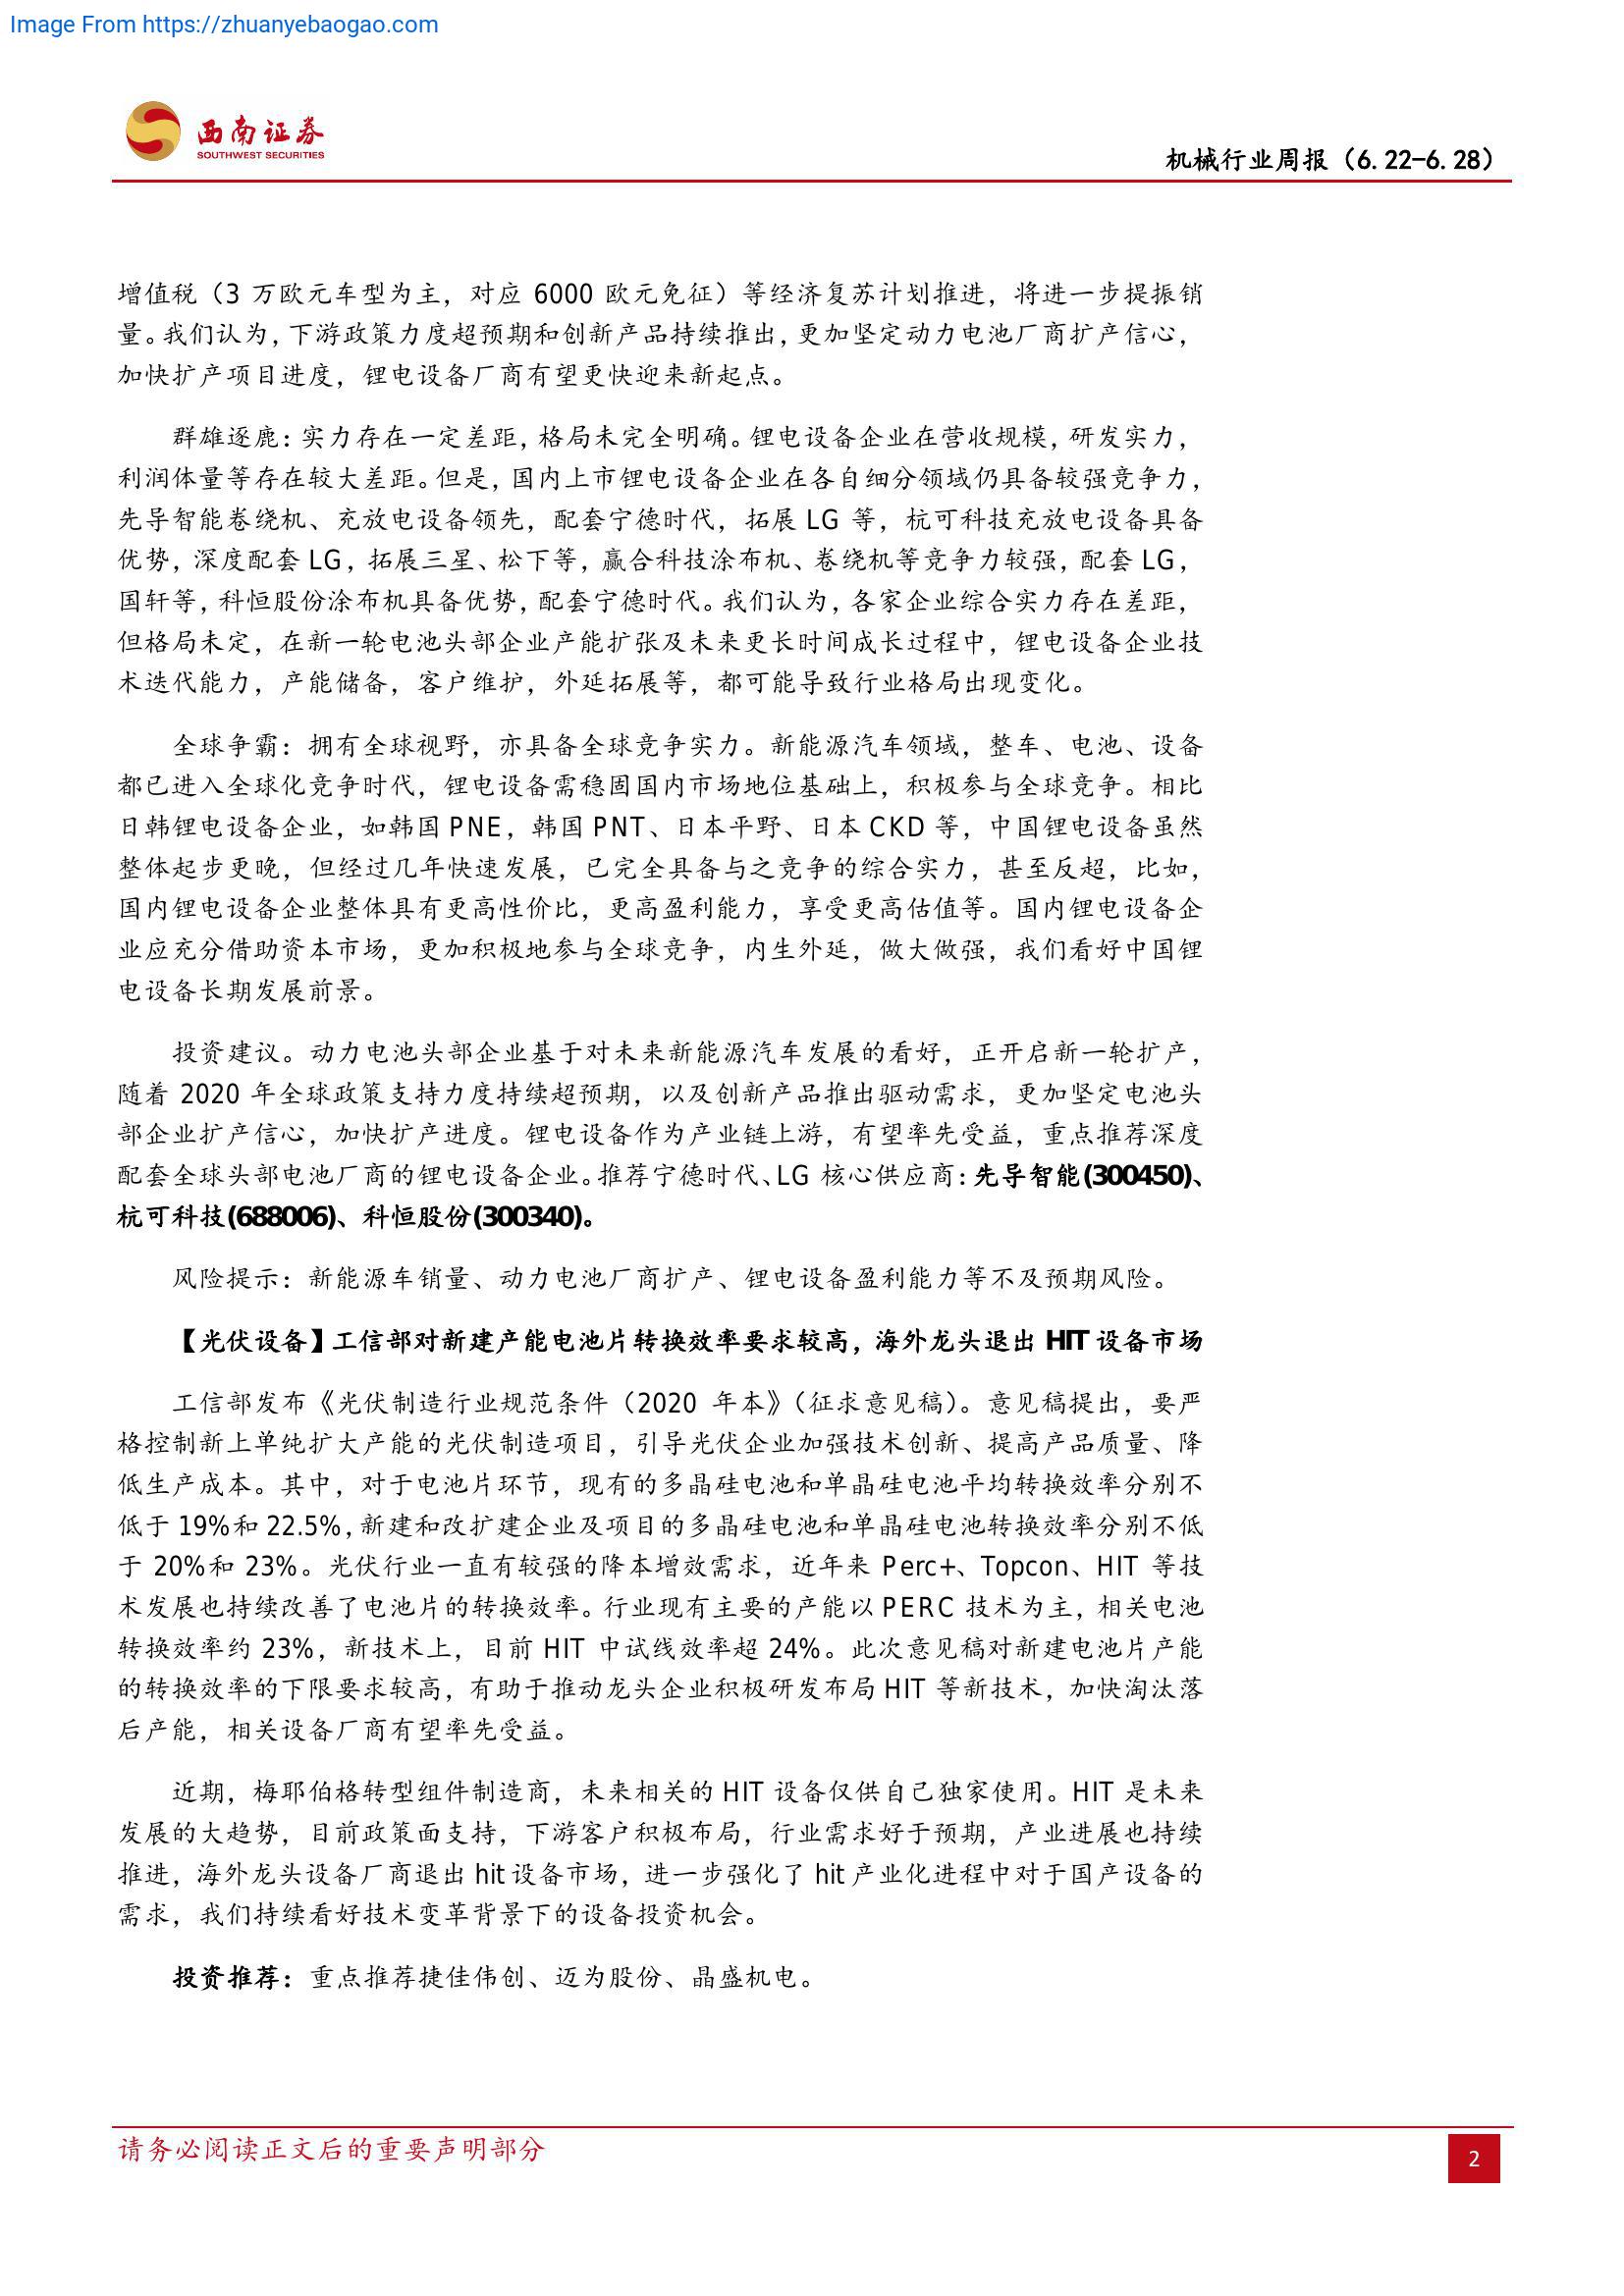 Image From https://zhuanyebaogao.com
西南证券
SOUTHWEST SECURITIES
机械行业周报（6.22-6.28）
增值税（3 万欧元车型为主，对应 6000 欧元免征）等经济复苏计划推进，将进一步提振销
量。我们认为，下游政策力度超预期和创新产品持续推出，更加坚定动力电池厂商扩产信心，
加快扩产项目进度，锂电设备厂商有望更快迎来新起点。
群雄逐鹿：实力存在一定差距，格局未完全明确。锂电设备企业在营收规模，研发实力，
利润体量等存在较大差距。但是，国内上市锂电设备企业在各自细分领域仍具备较强竞争力，
先导智能卷绕机、充放电设备领先，配套宁德时代，拓展 LG 等，杭可科技充放电设备具备
优势，深度配套 LG，拓展三星、松下等，赢合科技涂布机、卷绕机等竞争力较强，配套 LG，
国轩等，科恒股份涂布机具备优势，配套宁德时代。我们认为，各家企业综合实力存在差距，
但格局未定，在新一轮电池头部企业产能扩张及未来更长时间成长过程中，锂电设备企业技
术迭代能力，产能储备，客户维护，外延拓展等，都可能导致行业格局出现变化。
全球争霸：拥有全球视野，亦具备全球竞争实力。新能源汽车领域，整车、电池、设备
都已进入全球化竞争时代，锂电设备需稳固国内市场地位基础上，积极参与全球竞争。相比
日韩锂电设备企业，如韩国 PNE，韩国 PNT、日本平野、日本 CKD 等，中国锂电设备虽然
整体起步更晚，但经过几年快速发展，已完全具备与之竞争的综合实力，甚至反超，比如，
国内锂电设备企业整体具有更高性价比，更高盈利能力，享受更高估值等。国内锂电设备企
业应充分借助资本市场，更加积极地参与全球竞争，内生外延，做大做强，我们看好中国锂
电设备长期发展前景。
投资建议。动力电池头部企业基于对未来新能源汽车发展的看好，正开启新一轮扩产，
随着 2020 年全球政策支持力度持续超预期，以及创新产品推出驱动需求，更加坚定电池头
部企业扩产信心，加快扩产进度。锂电设备作为产业链上游，有望率先受益，重点推荐深度
配套全球头部电池厂商的锂电设备企业。推荐宁德时代、LG 核心供应商：先导智能(300450)、
杭可科技(688006)、科恒股份(300340)。
风险提示：新能源车销量、动力电池厂商扩产、锂电设备盈利能力等不及预期风险。
【光伏设备】工信部对新建产能电池片转换效率要求较高，海外龙头退出 HIT 设备市场
工信部发布《光伏制造行业规范条件（2020 年本》（征求意见稿）。意见稿提出，要严
格控制新上单纯扩大产能的光伏制造项目，引导光伏企业加强技术创新、提高产品质量、降
低生产成本。其中，对于电池片环节，现有的多晶硅电池和单晶硅电池平均转换效率分别不
低于 19%和 22.5%，新建和改扩建企业及项目的多晶硅电池和单晶硅电池转换效率分别不低
于 20%和 23%。光伏行业一直有较强的降本增效需求，近年来 Perc+、Topcon、HIT 等技
术发展也持续改善了电池片的转换效率。行业现有主要的产能以 PERC 技术为主，相关电池
转换效率约 23%，新技术上，目前 HIT 中试线效率超 24%。此次意见稿对新建电池片产能
的转换效率的下限要求较高，有助于推动龙头企业积极研发布局 HIT 等新技术，加快淘汰落
后产能，相关设备厂商有望率先受益。
近期，梅耶伯格转型组件制造商，未来相关的 HIT 设备仅供自己独家使用。HIT 是未来
发展的大趋势，目前政策面支持，下游客户积极布局，行业需求好于预期，产业进展也持续
推进，海外龙头设备厂商退出 hit 设备市场，进一步强化了 hit 产业化进程中对于国产设备的
需求，我们持续看好技术变革背景下的设备投资机会。
投资推荐：重点推荐捷佳伟创、迈为股份、晶盛机电。
请务必阅读正文后的重要声明部分
2